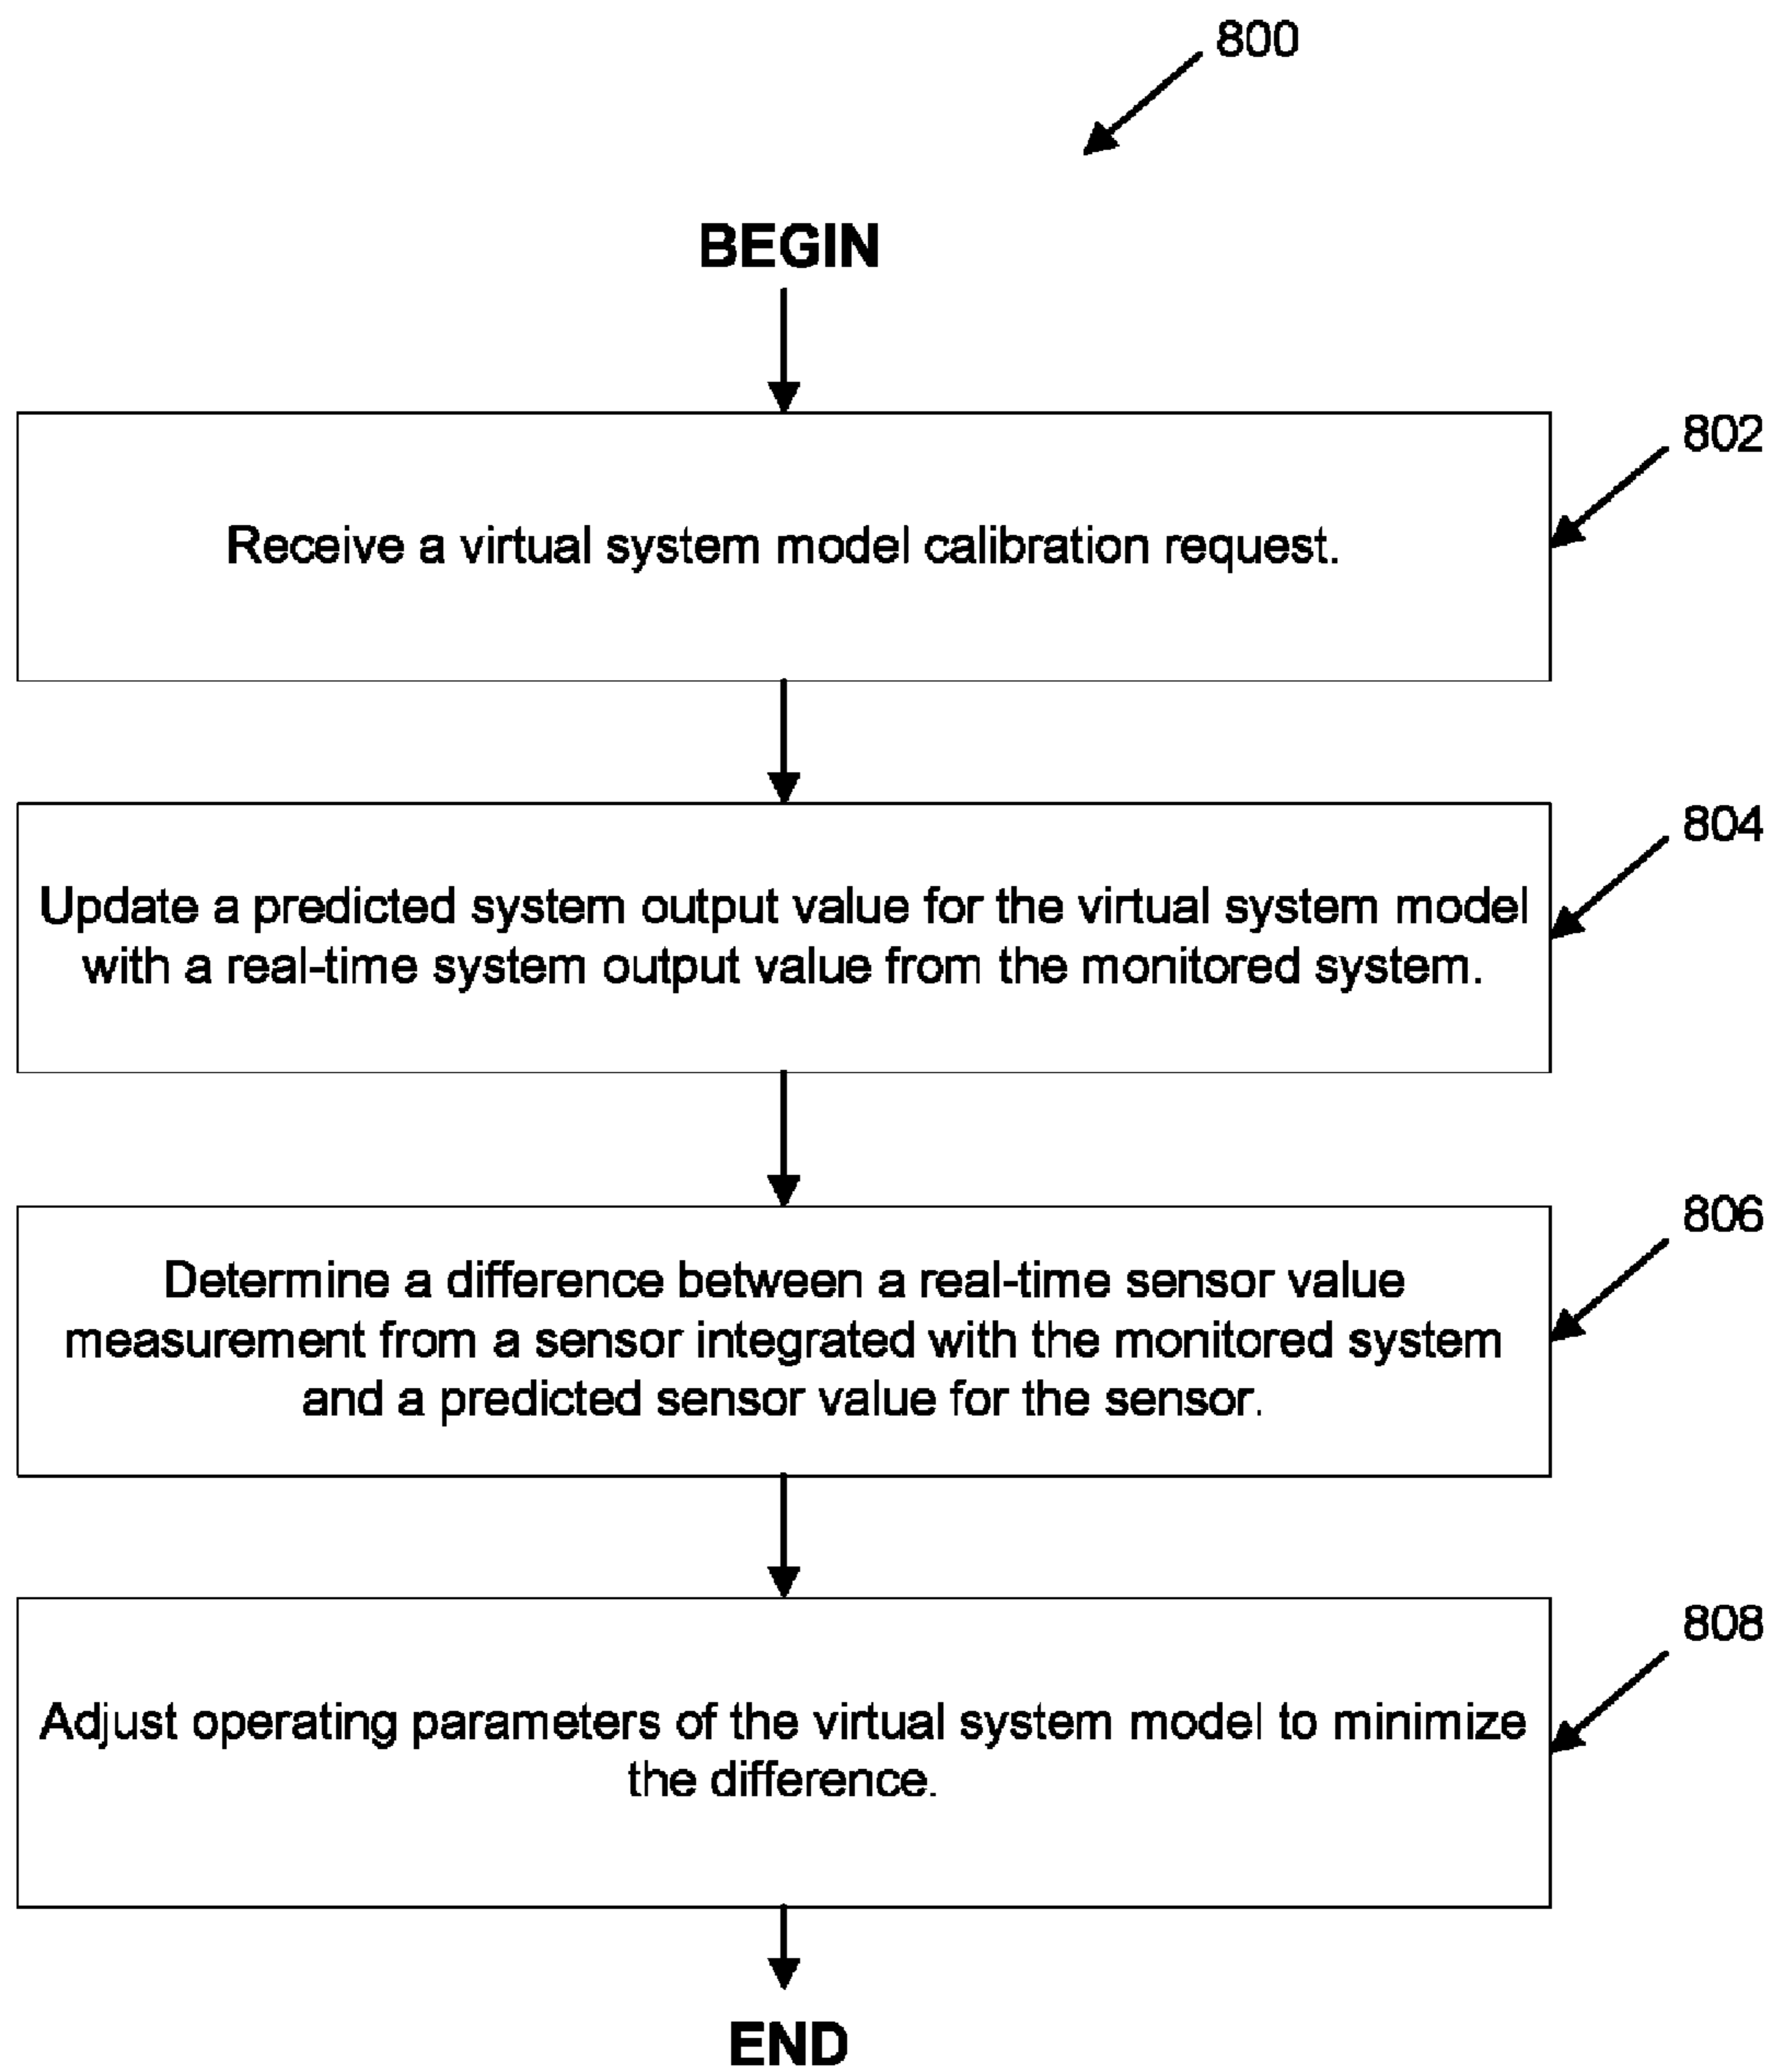 800
BEGIN
802
Receive a virtual system model calibration request.
804
Update a predicted system output value for the virtual system model
with a real-time system output value from the monitored system.
806
Determine a difference between a real-time sensor value
measurement from a sensor integrated with the monitored system
and a predicted sensor value for the sensor.
808
Adjust operating parameters of the virtual system model to minimize
the difference.
END